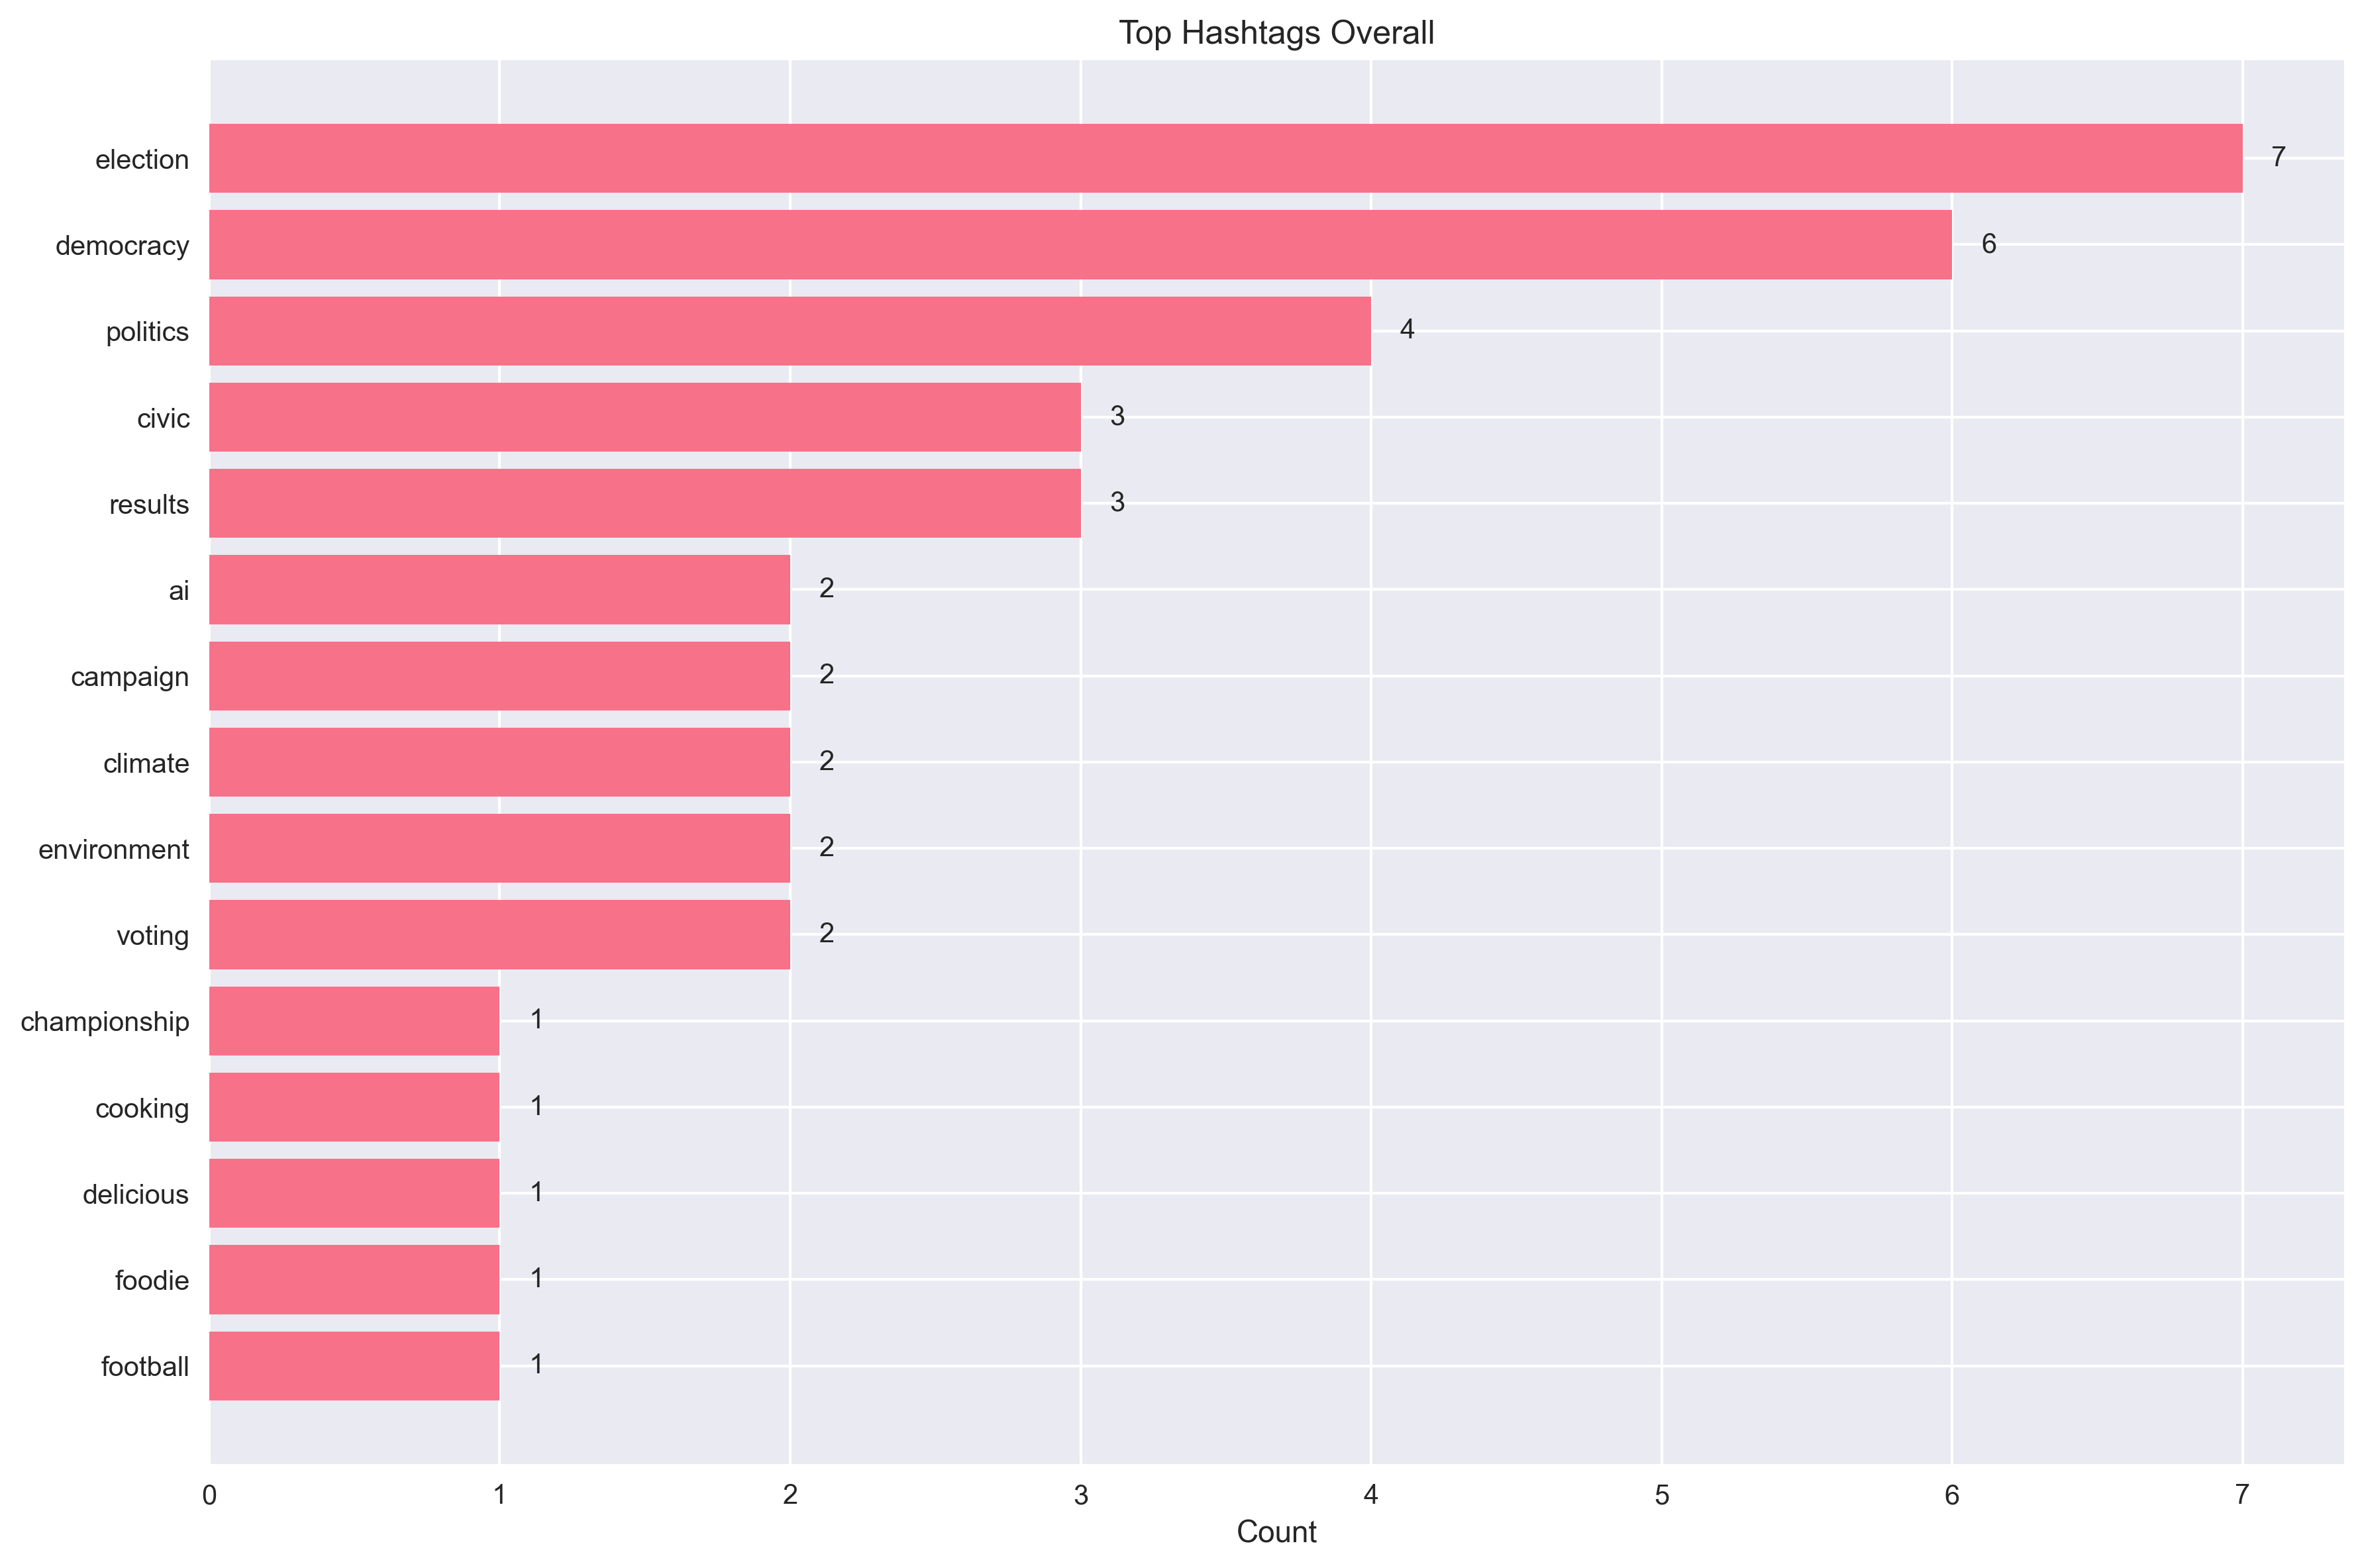 Top Hashtags Overall
election 7
democracy 6
politics 4
civic 3
results 3
ai 2
campaign 2
climate 2
environment 2
voting 2
championship 1
cooking 1
delicious 1
foodie 1
football 1
0 1 2 3 4 5 6 7
Count